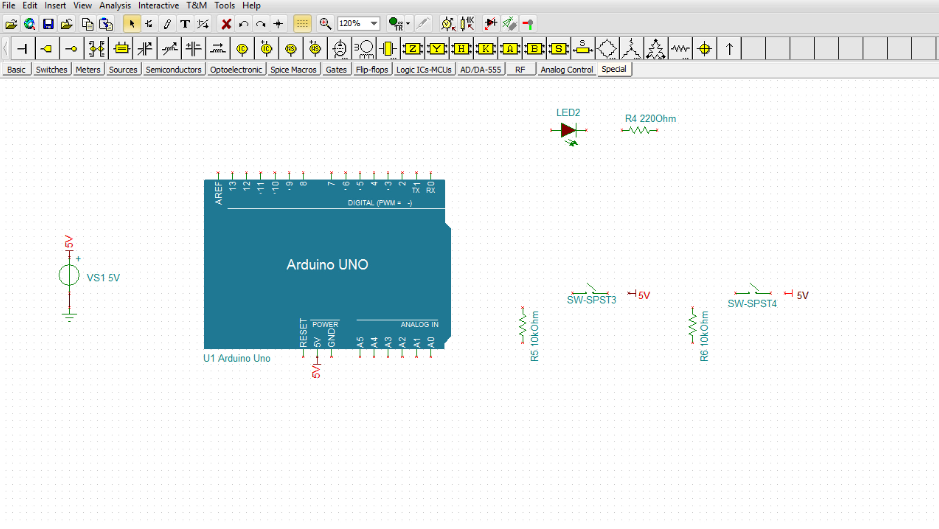 File Edit Insert View Analysis Interactive T&M Tools Help
120%
TR
Z Y H K A B S S
Basic Switches Meters Sources Semiconductors Optoelectronic Spice Macros Gates Flip-flops Logic ICs-MCUs AD/DA-555 RF Analog Control Special
LED2
R4 220Ohm
AREF 13 12 ·11 ·10 ·9 8 7 ·6 ·5 4 ·3 2 1 0
TX RX
DIGITAL (PWM = -)
5V
+
VS1 5V
Arduino UNO
SW-SPST3
5V
SW-SPST4
5V
R5 10kOhm
R6 10kOhm
POWER
ANALOG IN
RESET 5V GND A5 A4 A3 A2 A1 A0
U1 Arduino Uno
5V